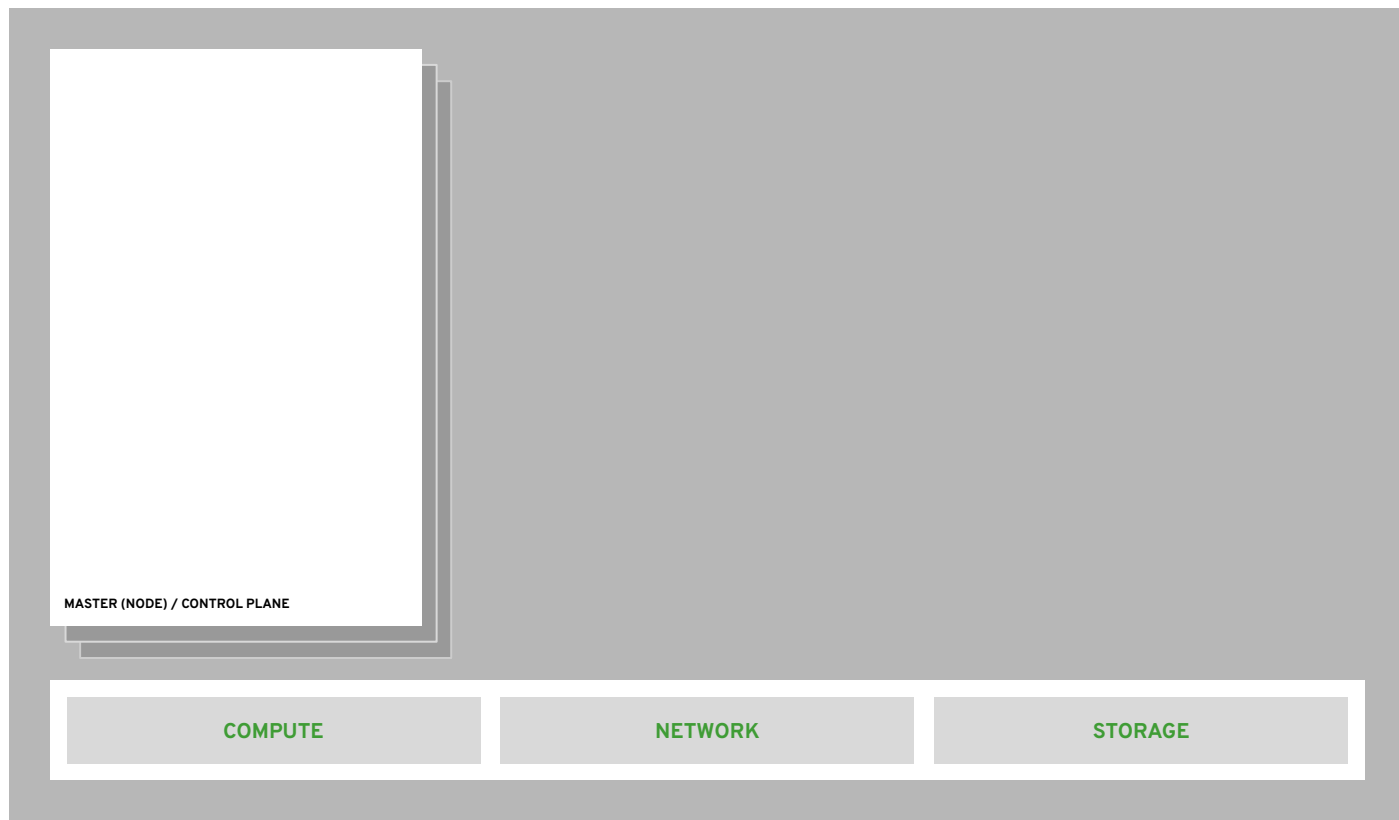 MASTER (NODE) / CONTROL PLANE
COMPUTE
NETWORK
STORAGE